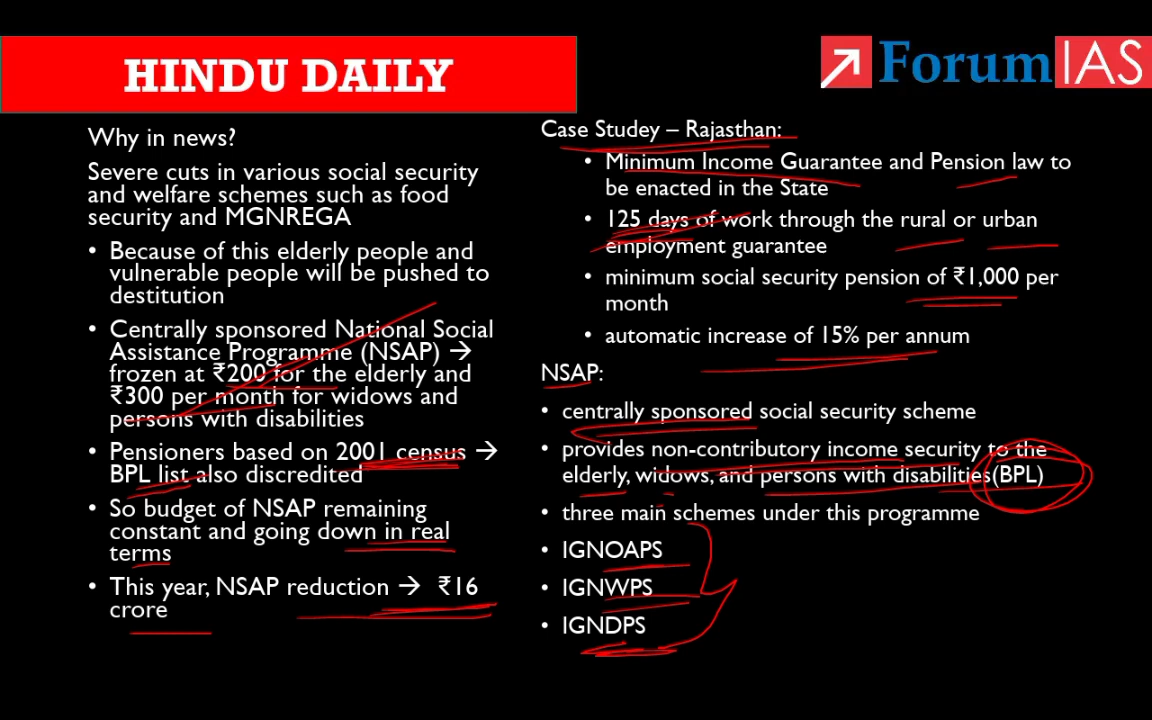 HINDU DAILY
ForumIAS
Why in news?
Severe cuts in various social security
and welfare schemes such as food
security and MGNREGA
• Because of this elderly people and
vulnerable people will be pushed to
destitution
• Centrally sponsored National Social
Assistance Programme (NSAP) →
frozen at ₹200 for the elderly and
₹300 per month for widows and
persons with disabilities
• Pensioners based on 2001 census →
BPL list also discredited
• So budget of NSAP remaining
constant and going down in real
terms
• This year, NSAP reduction → ₹16
crore
Case Studey – Rajasthan:
• Minimum Income Guarantee and Pension law to
be enacted in the State
• 125 days of work through the rural or urban
employment guarantee
• minimum social security pension of ₹1,000 per
month
• automatic increase of 15% per annum
NSAP:
• centrally sponsored social security scheme
• provides non-contributory income security to the
elderly, widows, and persons with disabilities(BPL)
• three main schemes under this programme
• IGNOAPS
• IGNWPS
• IGNDPS